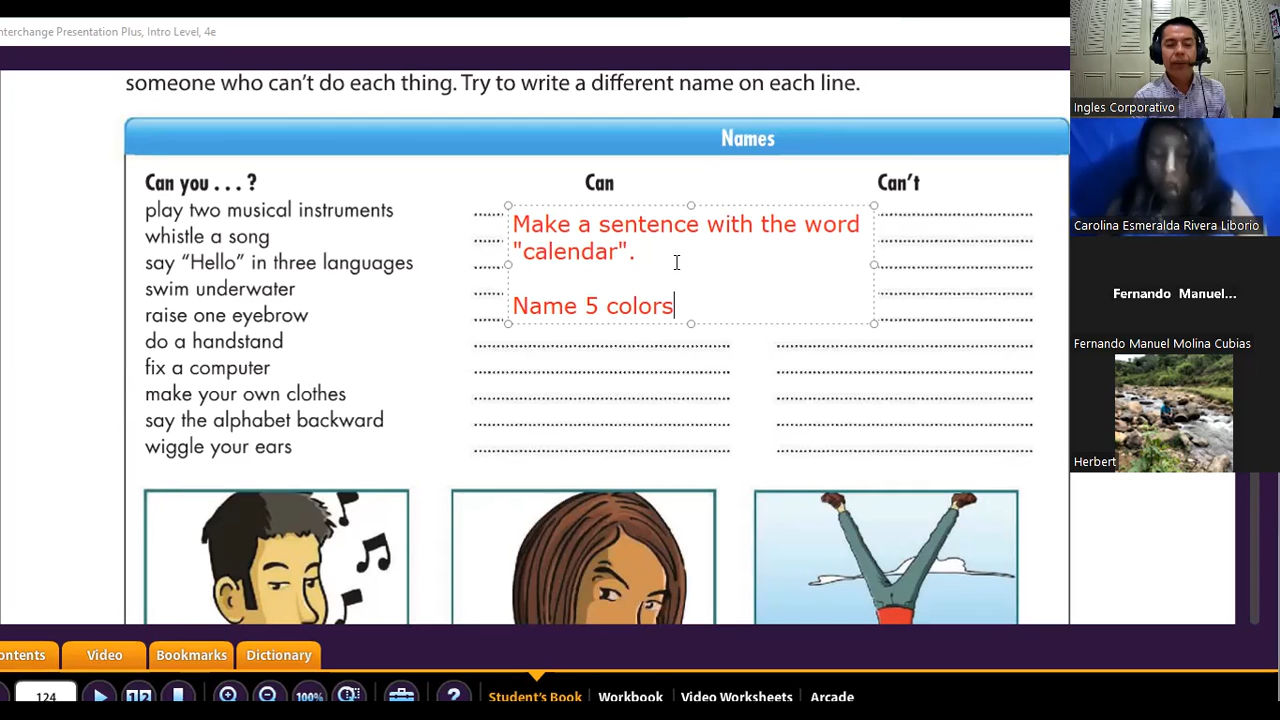 nterchange Presentation Plus, Intro Level, 4e
someone who can't do each thing. Try to write a different name on each line.
Names
Can you . . . ?
Can
Can't
play two musical instruments
whistle a song
say "Hello" in three languages
swim underwater
raise one eyebrow
do a handstand
fix a computer
make your own clothes
say the alphabet backward
wiggle your ears
Make a sentence with the word
"calendar".
Name 5 colors
Ingles Corporativo
Carolina Esmeralda Rivera Liborio
Fernando Manuel...
Fernando Manuel Molina Cubias
Herbert
ontents
Video
Bookmarks
Dictionary
124
100%
?
Student's Book
Workbook
Video Worksheets
Arcade